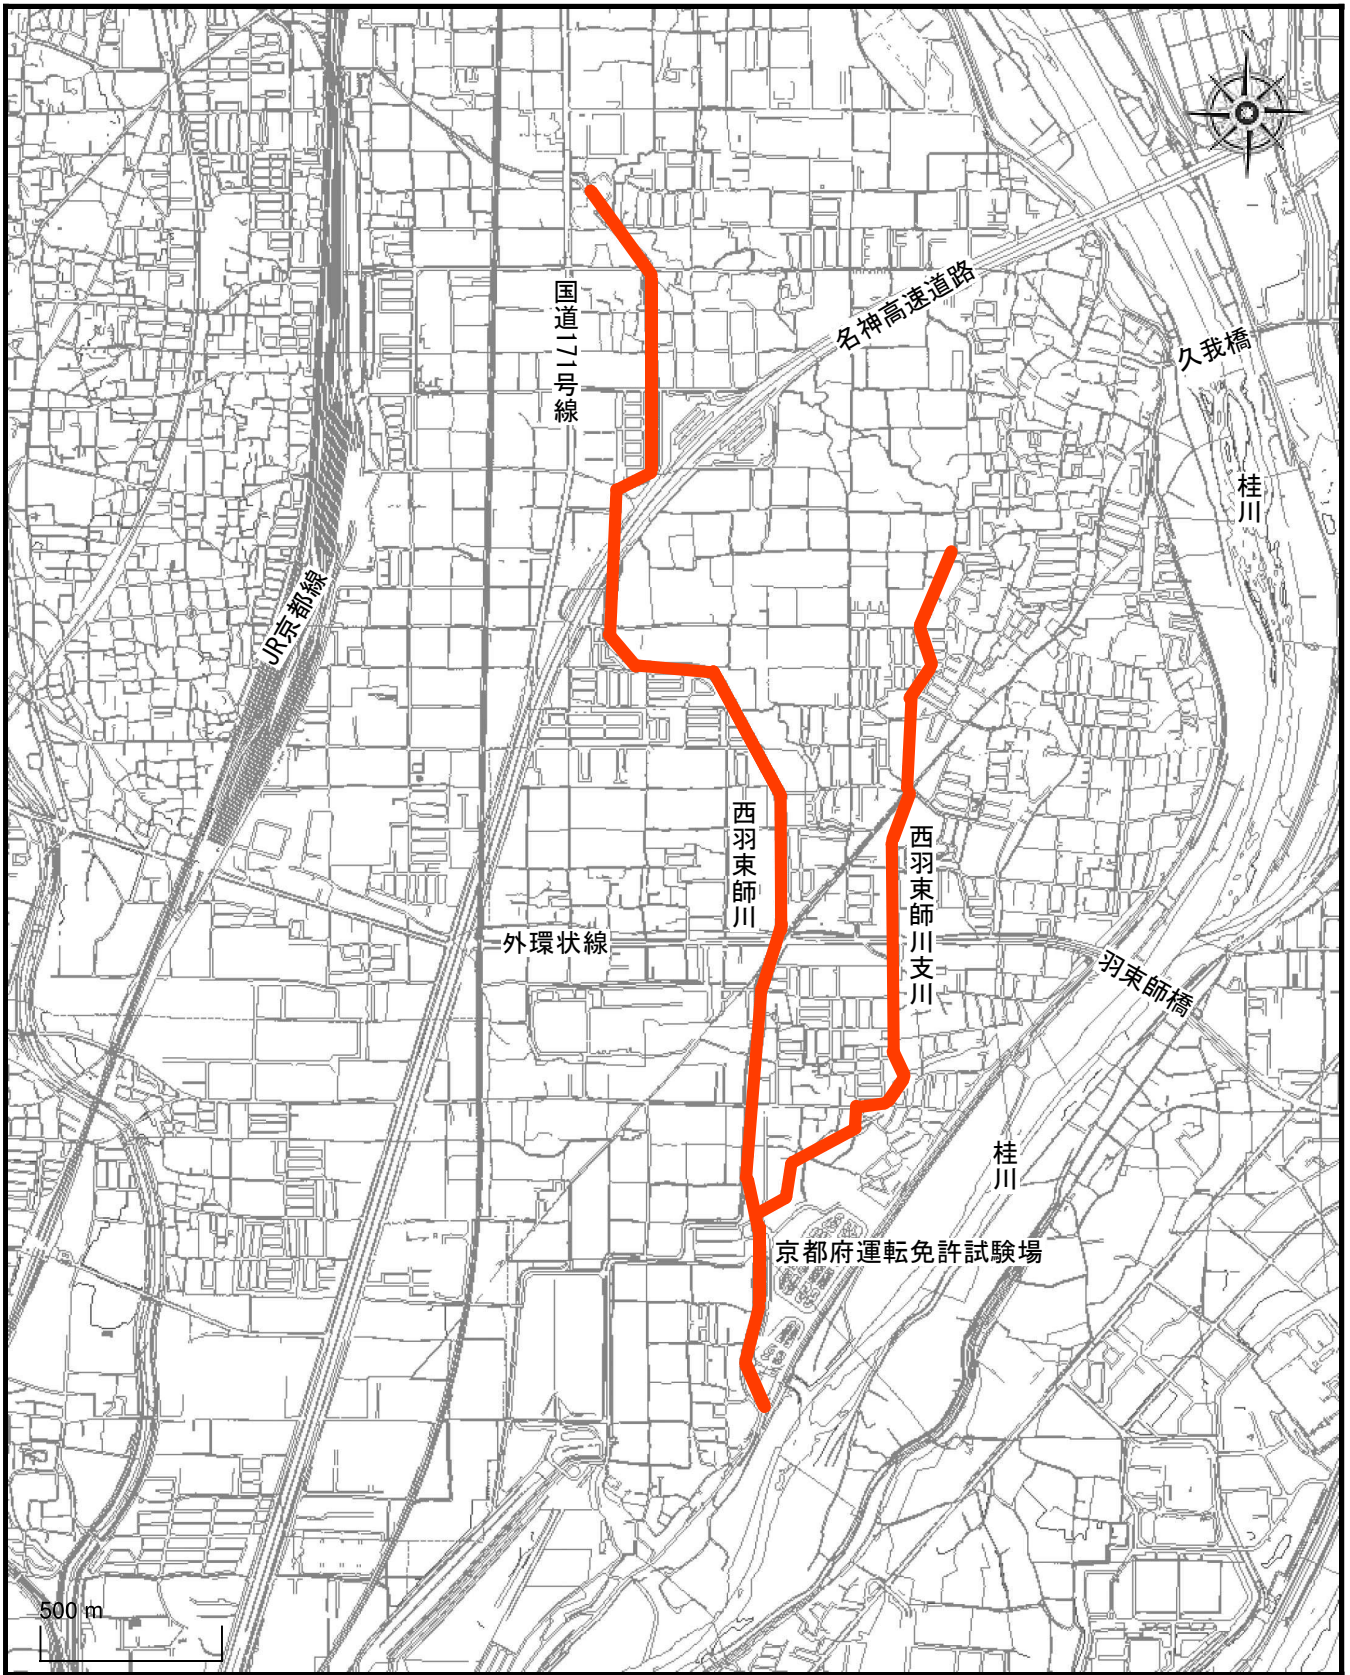 国道171号線
名神高速道路
久我橋
桂川
JR京都線
西羽束師川
西羽束師川支川
外環状線
羽束師橋
桂川
京都府運転免許試験場
500 m